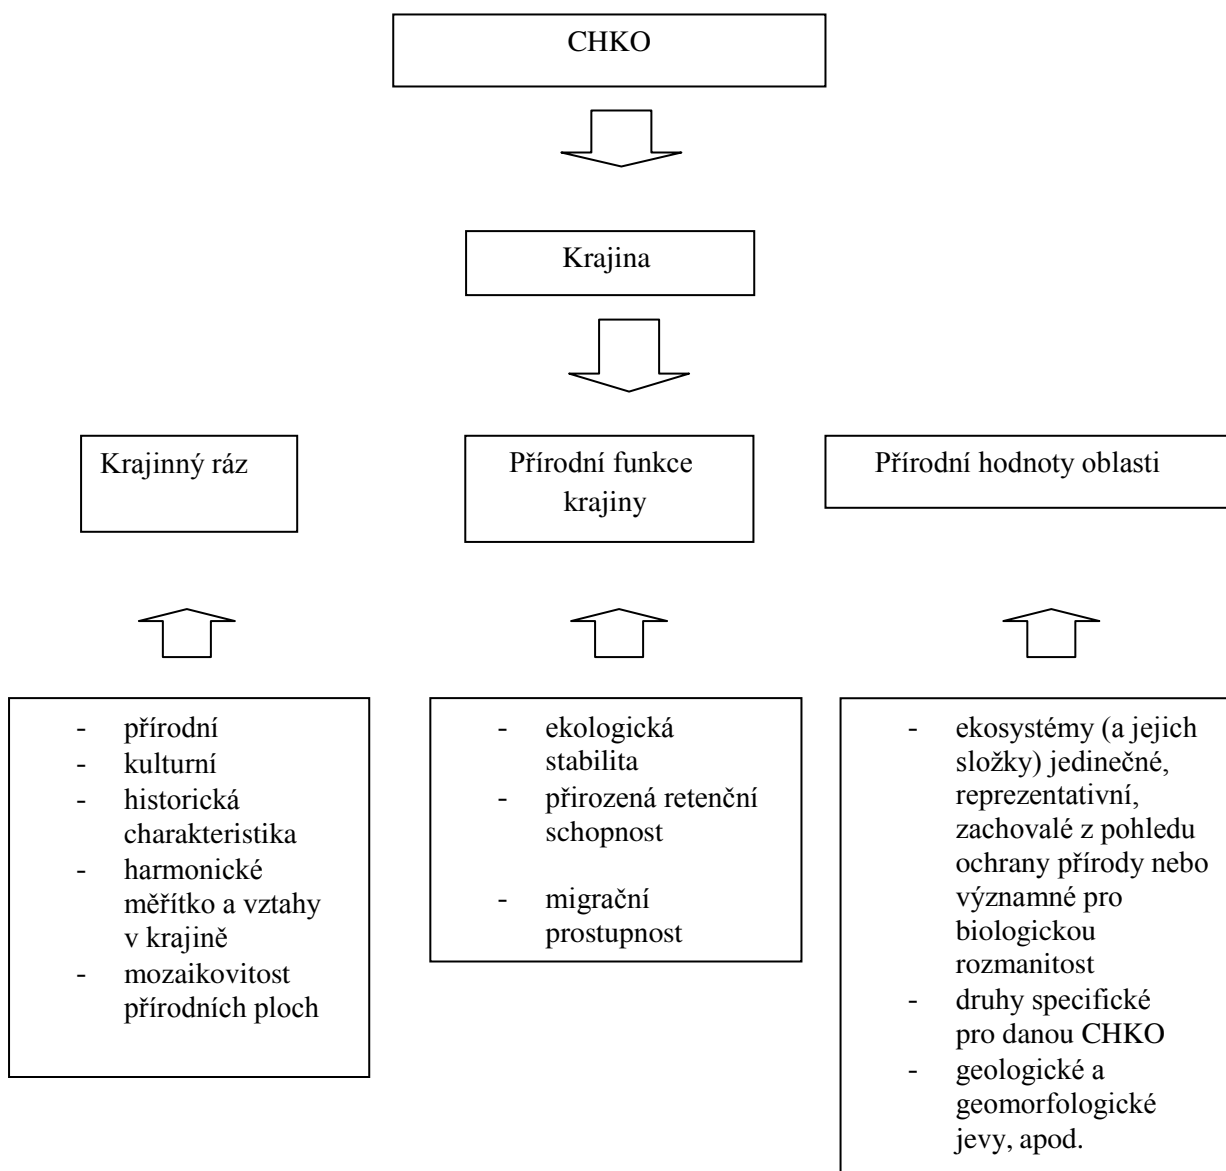 CHKO
Krajina
Krajinný ráz
Přírodní funkce
krajiny
Přírodní hodnoty oblasti
- přírodní
- kulturní
- historická
charakteristika
- harmonické
měřítko a vztahy
v krajině
- mozaikovitost
přírodních ploch
- ekologická
stabilita
- přirozená retenční
schopnost
- migrační
prostupnost
- ekosystémy (a jejich
složky) jedinečné,
reprezentativní,
zachovalé z pohledu
ochrany přírody nebo
významné pro
biologickou
rozmanitost
- druhy specifické
pro danou CHKO
- geologické a
geomorfologické
jevy, apod.